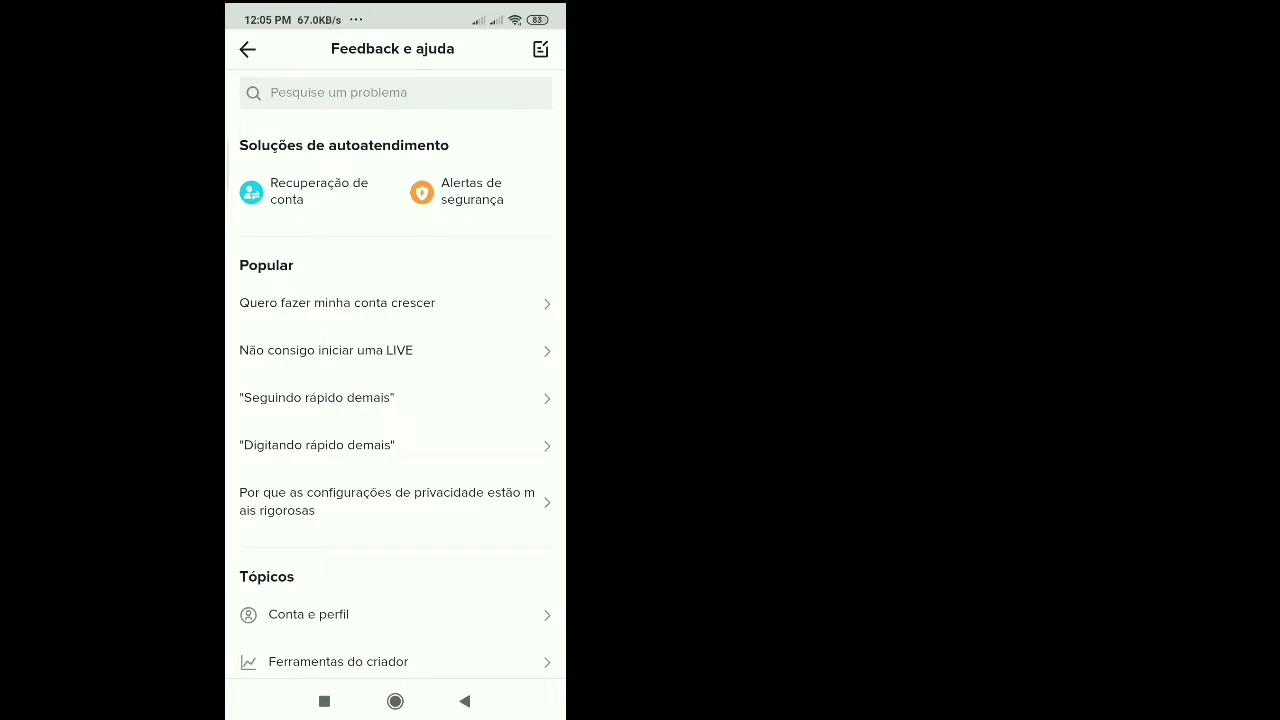 12:05 PM 67.0KB/s ··· 83
Feedback e ajuda
Pesquise um problema
Soluções de autoatendimento
Recuperação de
conta
Alertas de
segurança
Popular
Quero fazer minha conta crescer
Não consigo iniciar uma LIVE
"Seguindo rápido demais"
"Digitando rápido demais"
Por que as configurações de privacidade estão m
ais rigorosas
Tópicos
Conta e perfil
Ferramentas do criador